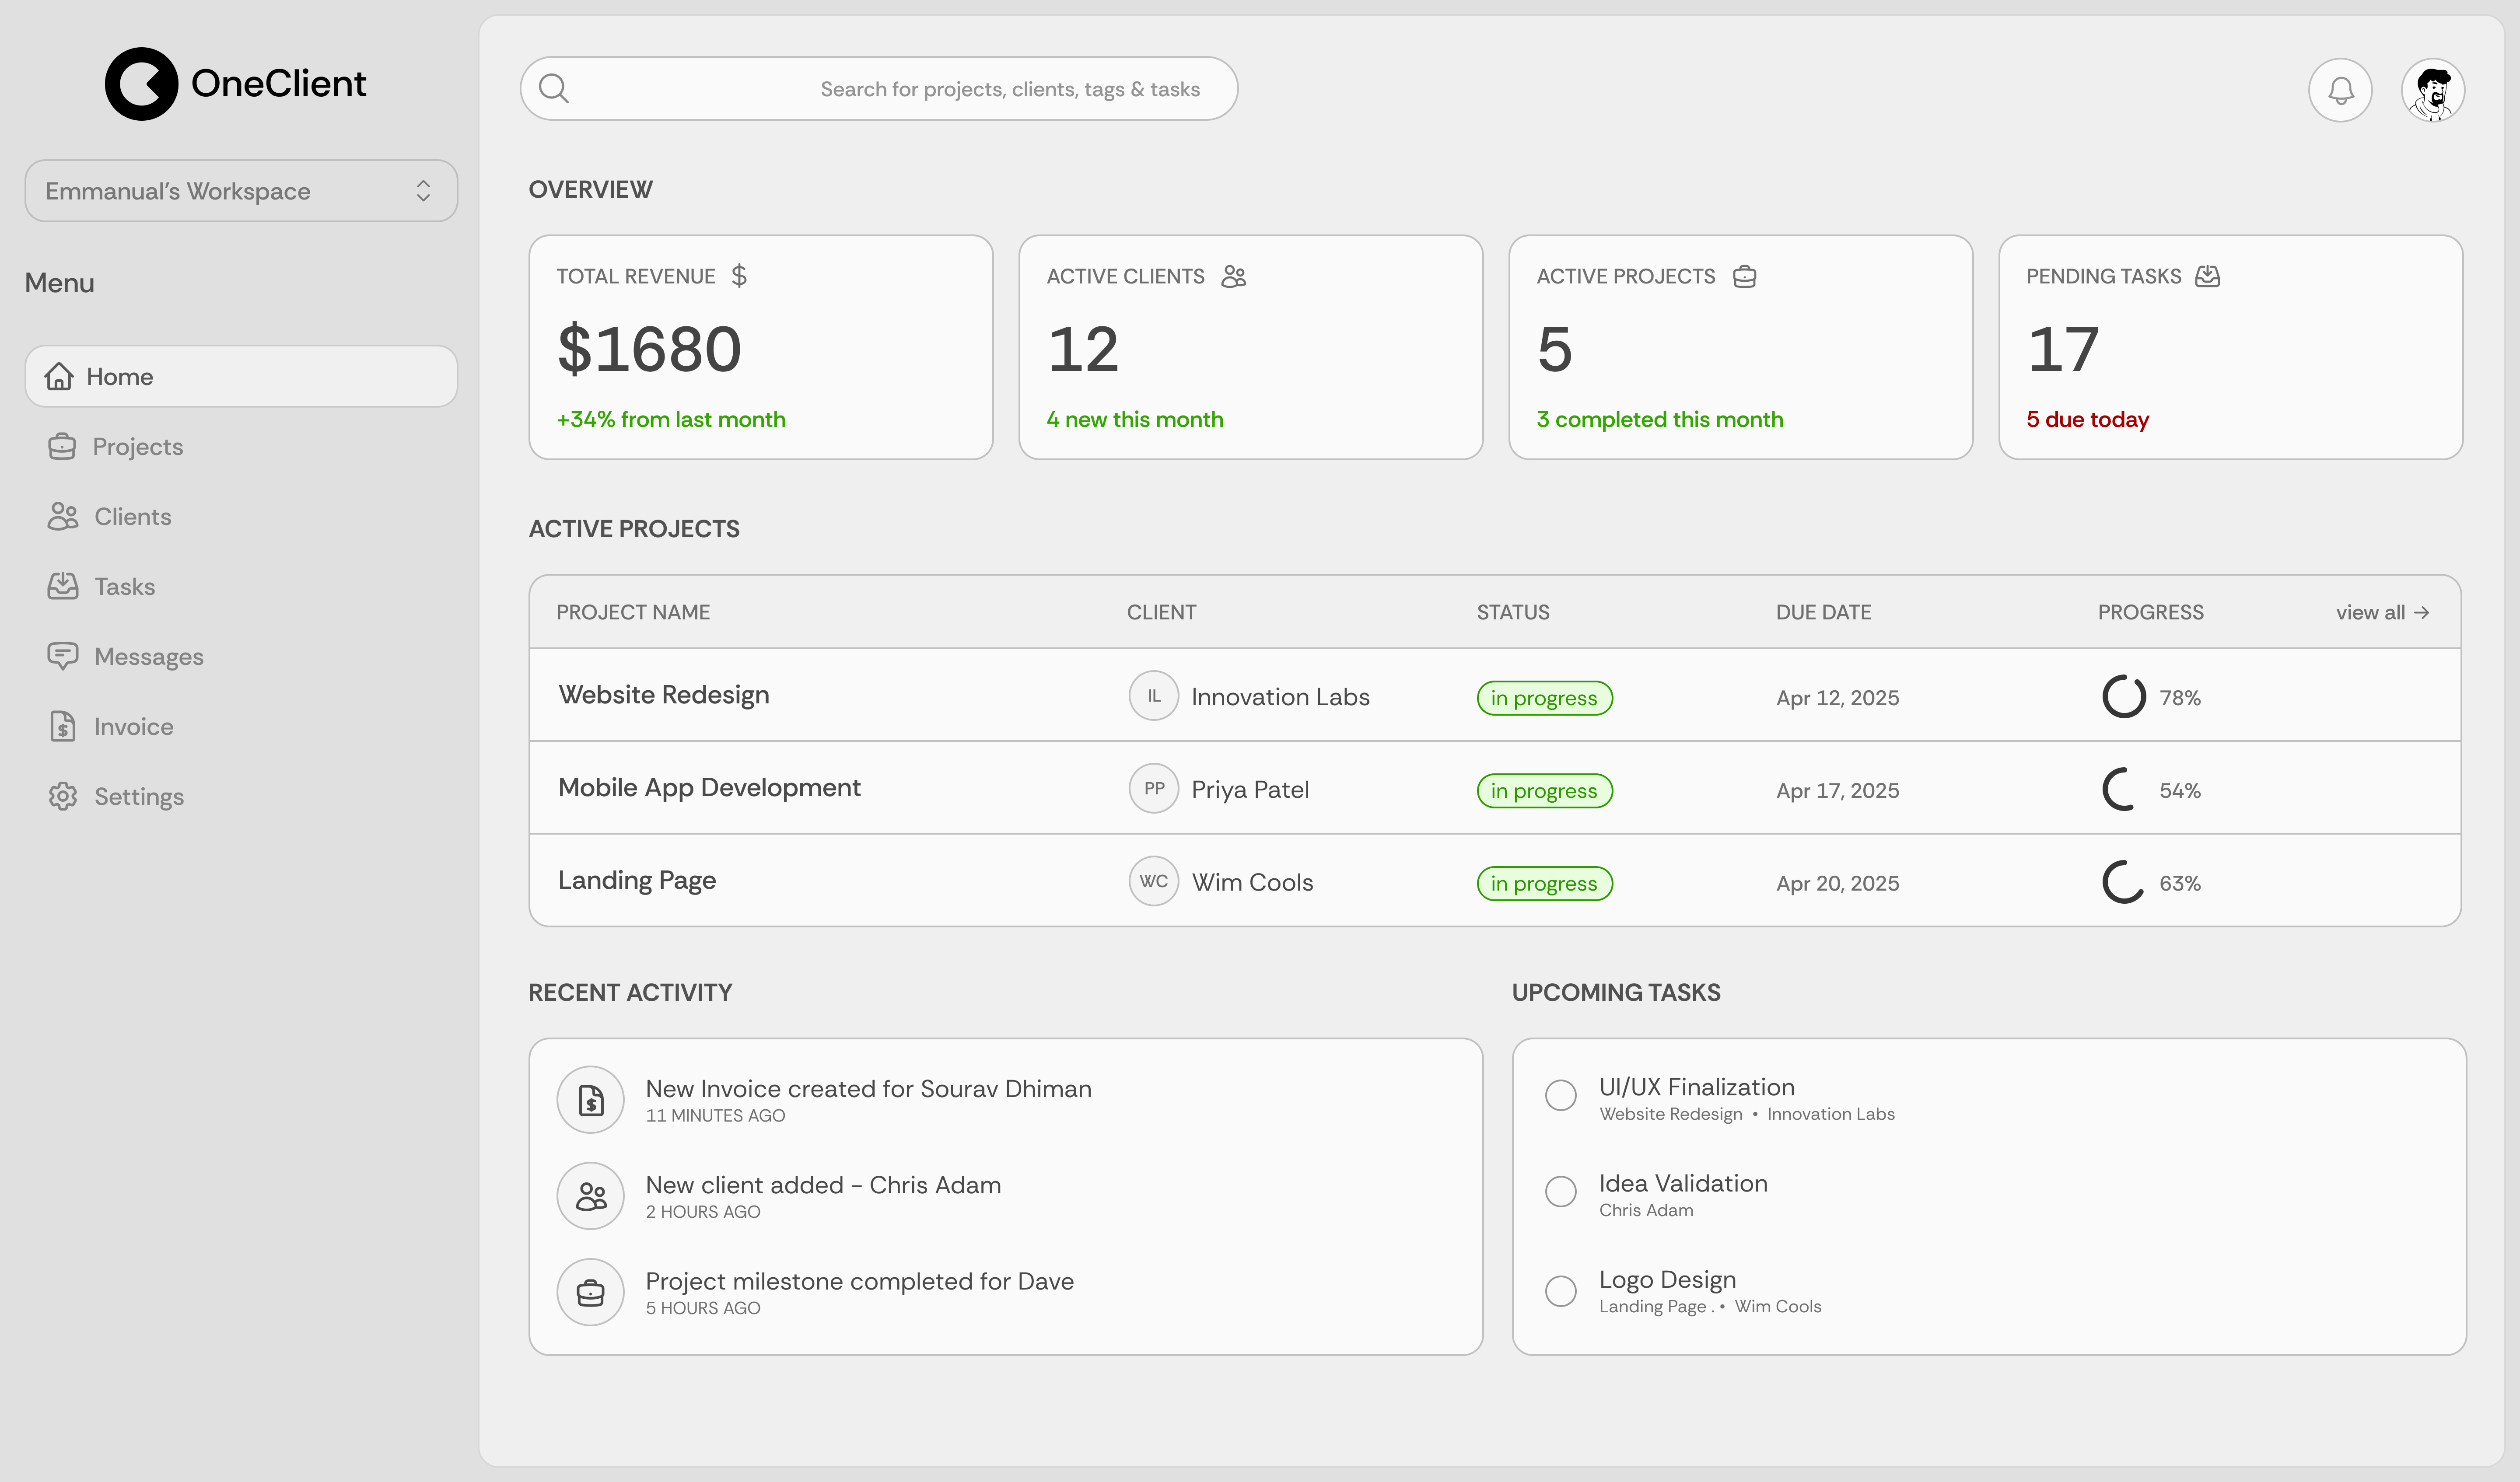 OneClient
Emmanual's Workspace
Menu
Home
Projects
Clients
Tasks
Messages
Invoice
Settings
Search for projects, clients, tags & tasks
OVERVIEW
TOTAL REVENUE $
$1680
+34% from last month
ACTIVE CLIENTS
12
4 new this month
ACTIVE PROJECTS
5
3 completed this month
PENDING TASKS
17
5 due today
ACTIVE PROJECTS
PROJECT NAME CLIENT STATUS DUE DATE PROGRESS view all →
Website Redesign IL Innovation Labs in progress Apr 12, 2025 78%
Mobile App Development PP Priya Patel in progress Apr 17, 2025 54%
Landing Page WC Wim Cools in progress Apr 20, 2025 63%
RECENT ACTIVITY
New Invoice created for Sourav Dhiman
11 MINUTES AGO
New client added - Chris Adam
2 HOURS AGO
Project milestone completed for Dave
5 HOURS AGO
UPCOMING TASKS
UI/UX Finalization
Website Redesign • Innovation Labs
Idea Validation
Chris Adam
Logo Design
Landing Page . • Wim Cools